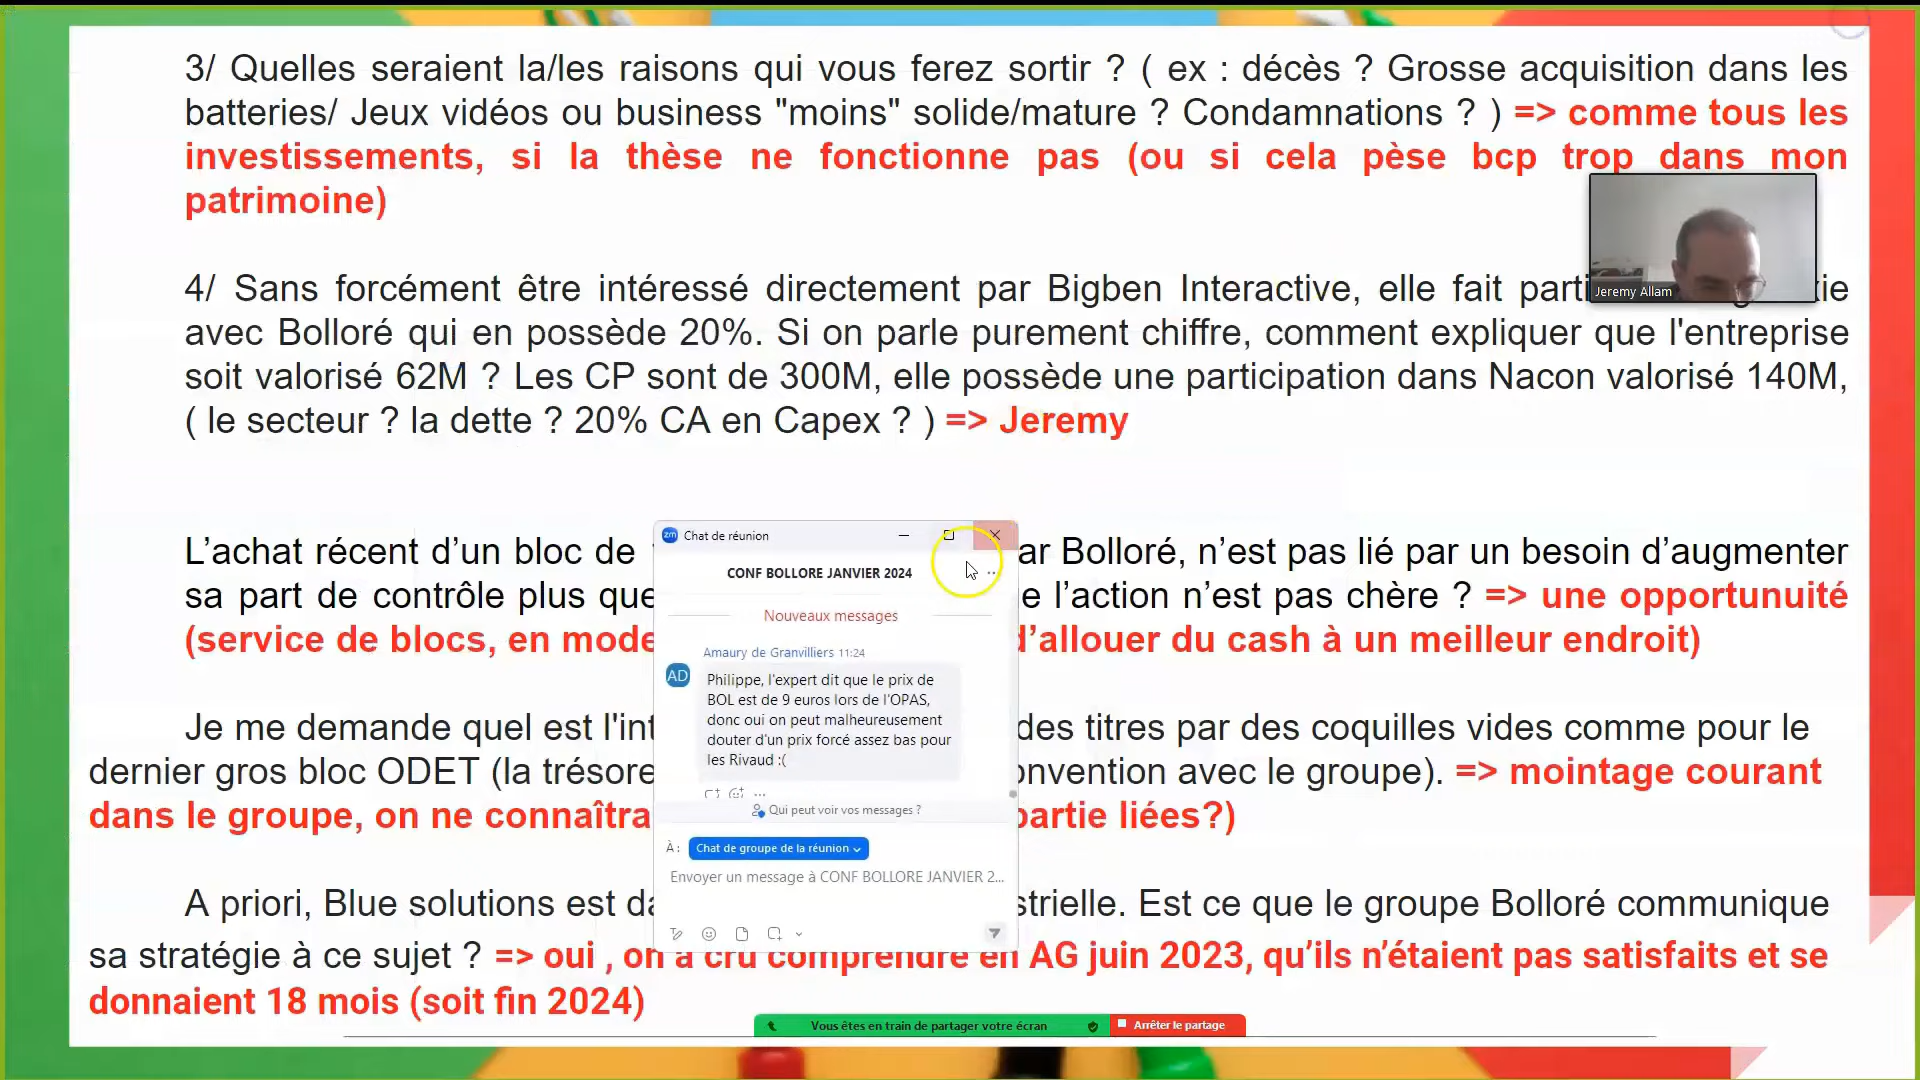 3/ Quelles seraient la/les raisons qui vous ferez sortir ? ( ex : décès ? Grosse acquisition dans les
batteries/ Jeux vidéos ou business "moins" solide/mature ? Condamnations ? ) => comme tous les
investissements, si la thèse ne fonctionne pas (ou si cela pèse bcp trop dans mon
patrimoine)
Jeremy Allam
4/ Sans forcément être intéressé directement par Bigben Interactive, elle fait
avec Bolloré qui en possède 20%. Si on parle purement chiffre, comment expliquer que l'entreprise
soit valorisé 62M ? Les CP sont de 300M, elle possède une participation dans Nacon valorisé 140M,
( le secteur ? la dette ? 20% CA en Capex ? ) => Jeremy
L'achat récent d'un bloc de ar Bolloré, n'est pas lié par un besoin d'augmenter
sa part de contrôle plus que e l'action n'est pas chère ? => une opportunuité
(service de blocs, en mode d'allouer du cash à un meilleur endroit)
Je me demande quel est l'int des titres par des coquilles vides comme pour le
dernier gros bloc ODET (la trésore onvention avec le groupe). => mointage courant
dans le groupe, on ne connaîtra partie liées?)
A priori, Blue solutions est da strielle. Est ce que le groupe Bolloré communique
sa stratégie à ce sujet ? => oui , on a cru comprendre en AG juin 2023, qu'ils n'étaient pas satisfaits et se
donnaient 18 mois (soit fin 2024)
zm Chat de réunion
CONF BOLLORE JANVIER 2024
Nouveaux messages
Amaury de Granvilliers 11:24
AD
Philippe, l'expert dit que le prix de
BOL est de 9 euros lors de l'OPAS,
donc oui on peut malheureusement
douter d'un prix forcé assez bas pour
les Rivaud :(
Qui peut voir vos messages ?
À : Chat de groupe de la réunion
Envoyer un message à CONF BOLLORE JANVIER 2...
Vous êtes en train de partager votre écran
Arrêter le partage